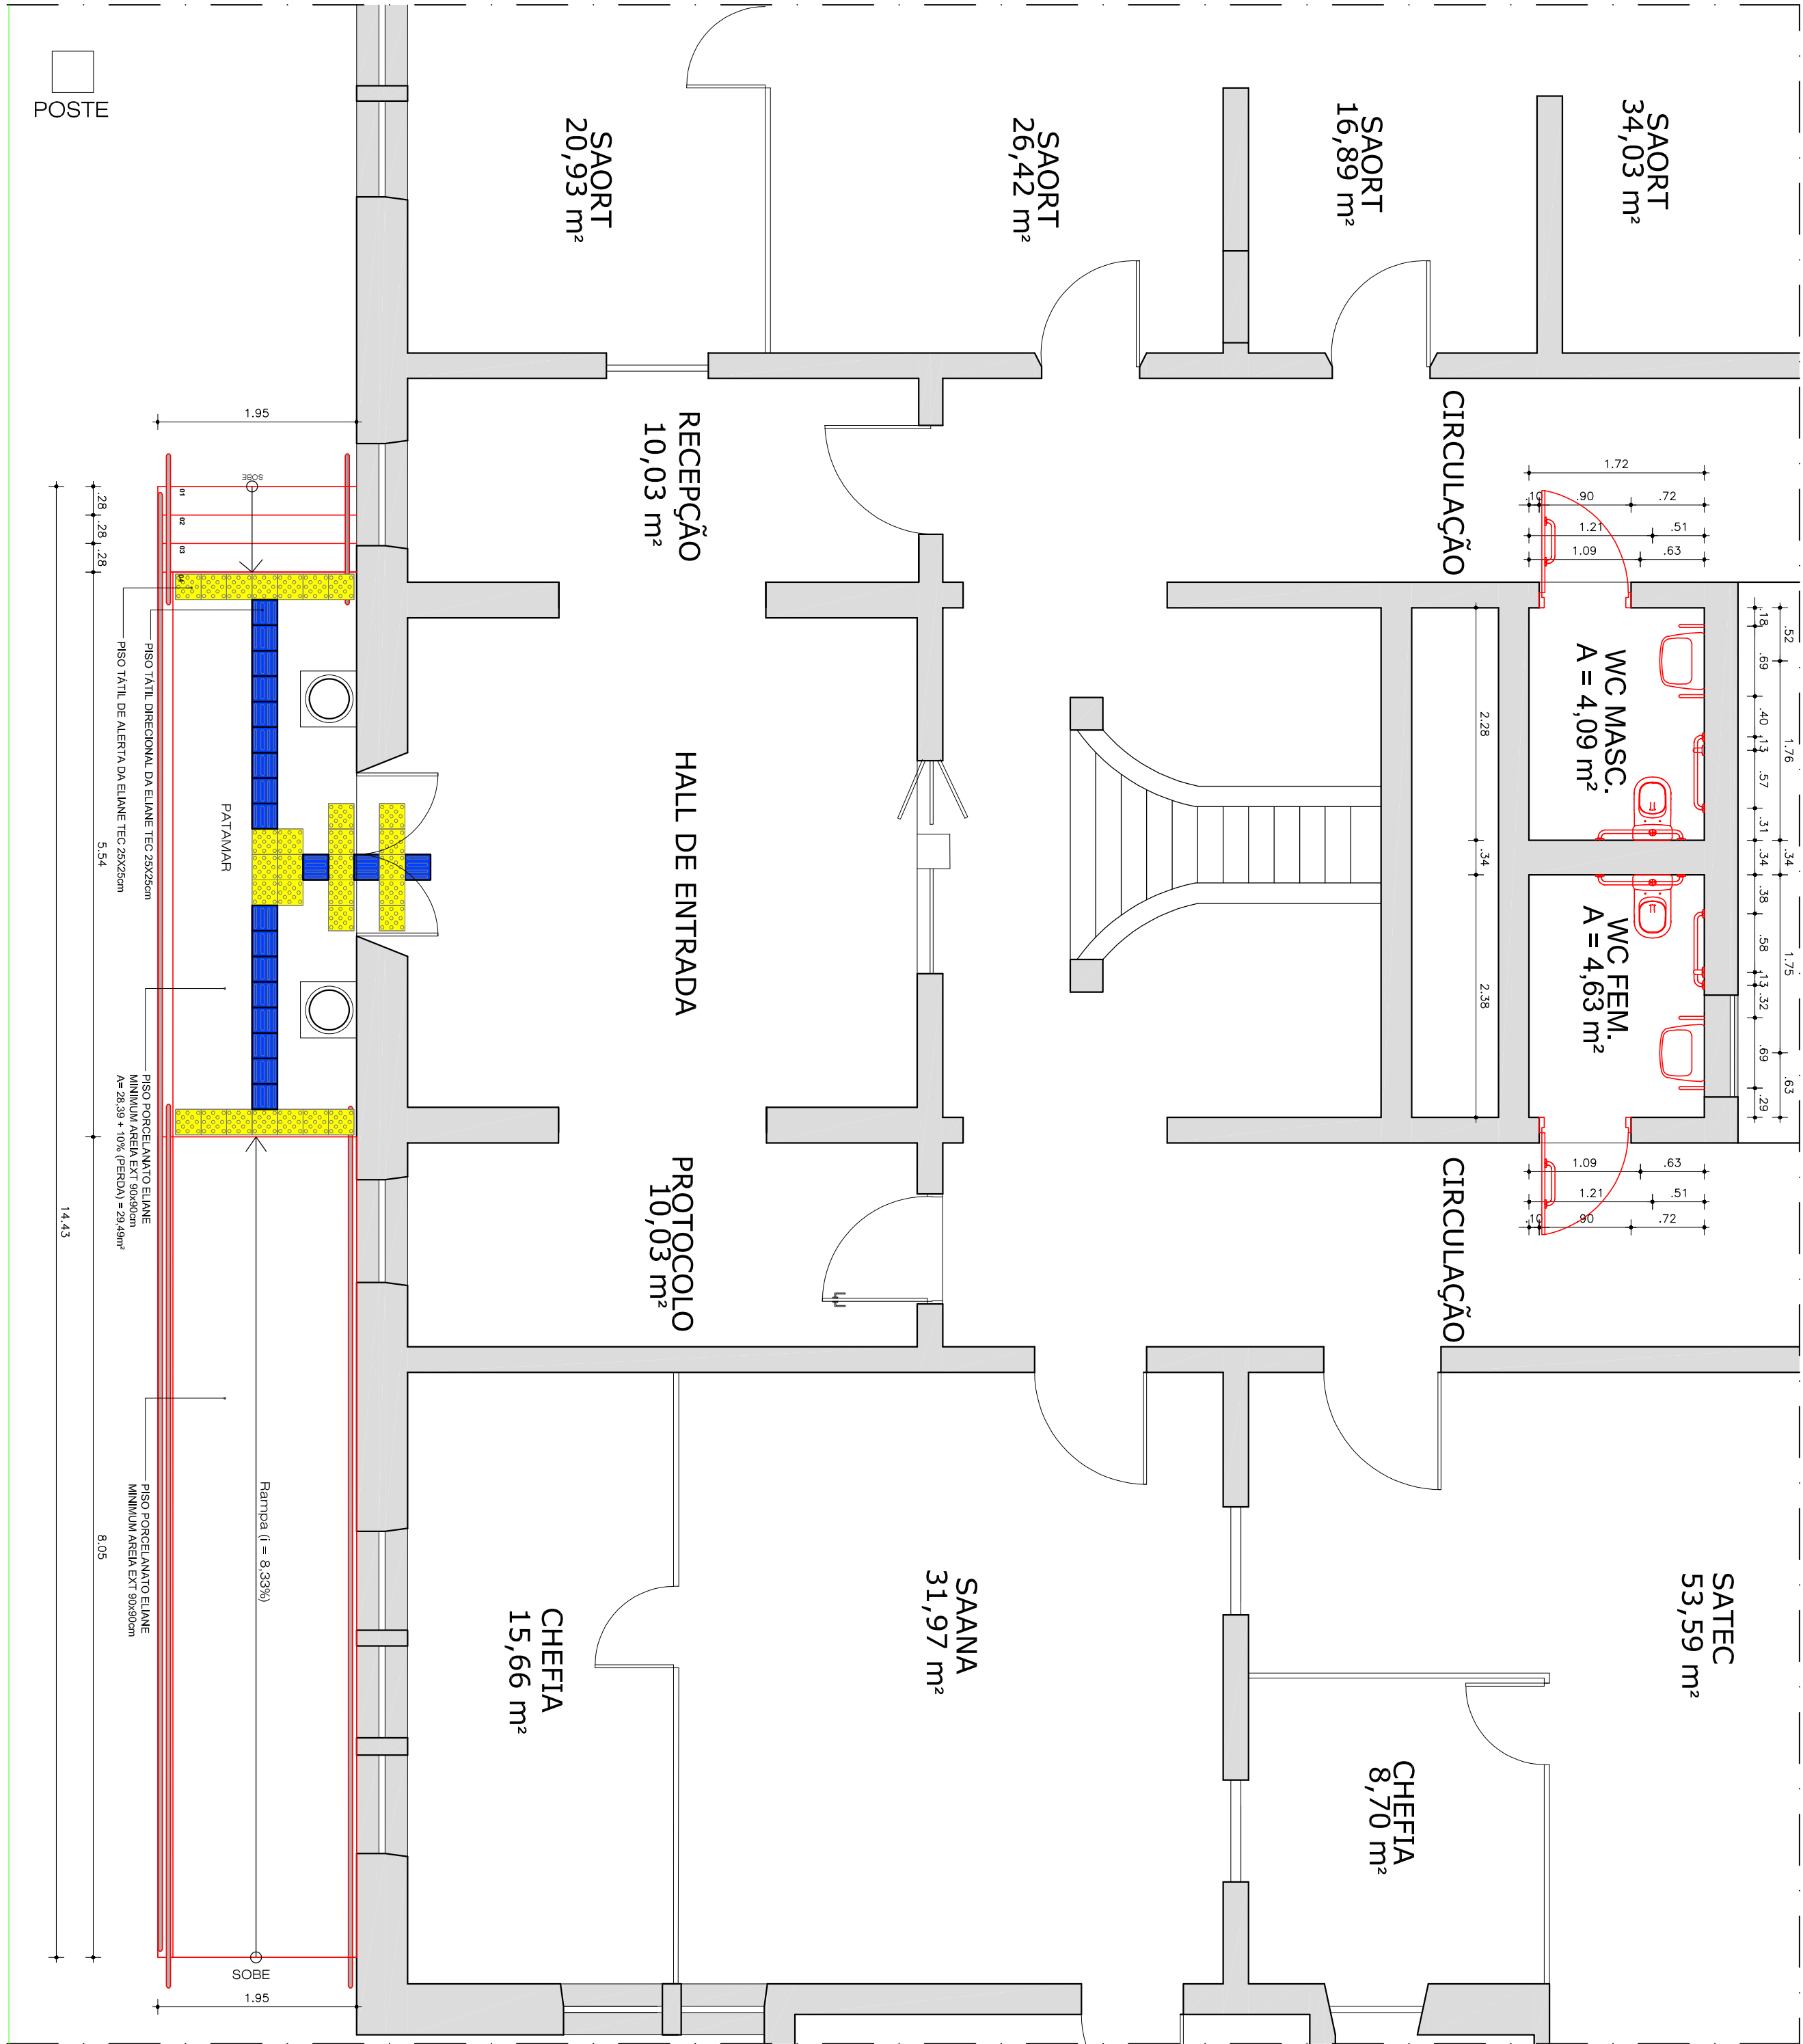 POSTE
SAORT
20,93 m²
SAORT
26,42 m²
SAORT
16,89 m²
SAORT
34,03 m²
RECEPÇÃO
10,03 m²
CIRCULAÇÃO
1.95
1.72
.10
.90
.72
1.21
.51
1.09
.63
SOBE
01
02
03
04
.28
.28
.28
5.54
8.05
14.43
PISO TÁTIL DIRECIONAL DA ELIANE TEC 25X25cm
PISO TÁTIL DE ALERTA DA ELIANE TEC 25X25cm
PATAMAR
HALL DE ENTRADA
WC MASC.
A = 4,09 m²
WC FEM.
A = 4,63 m²
2.28
.34
2.38
.18
.69
.40
.13
.57
.31
.34
.38
.58
.13
.32
.69
.29
.52
1.76
.34
1.75
.63
PISO PORCELANATO ELIANE
MINIMUM AREIA EXT 90x90cm
A= 28,39 + 10% (PERDA) = 29,49m²
PROTOCOLO
10,03 m²
CIRCULAÇÃO
1.09
.63
1.21
.51
.10
.90
.72
PISO PORCELANATO ELIANE
MINIMUM AREIA EXT 90x90cm
Rampa (i = 8,33%)
SOBE
1.95
CHEFIA
15,66 m²
SAANA
31,97 m²
SATEC
53,59 m²
CHEFIA
8,70 m²